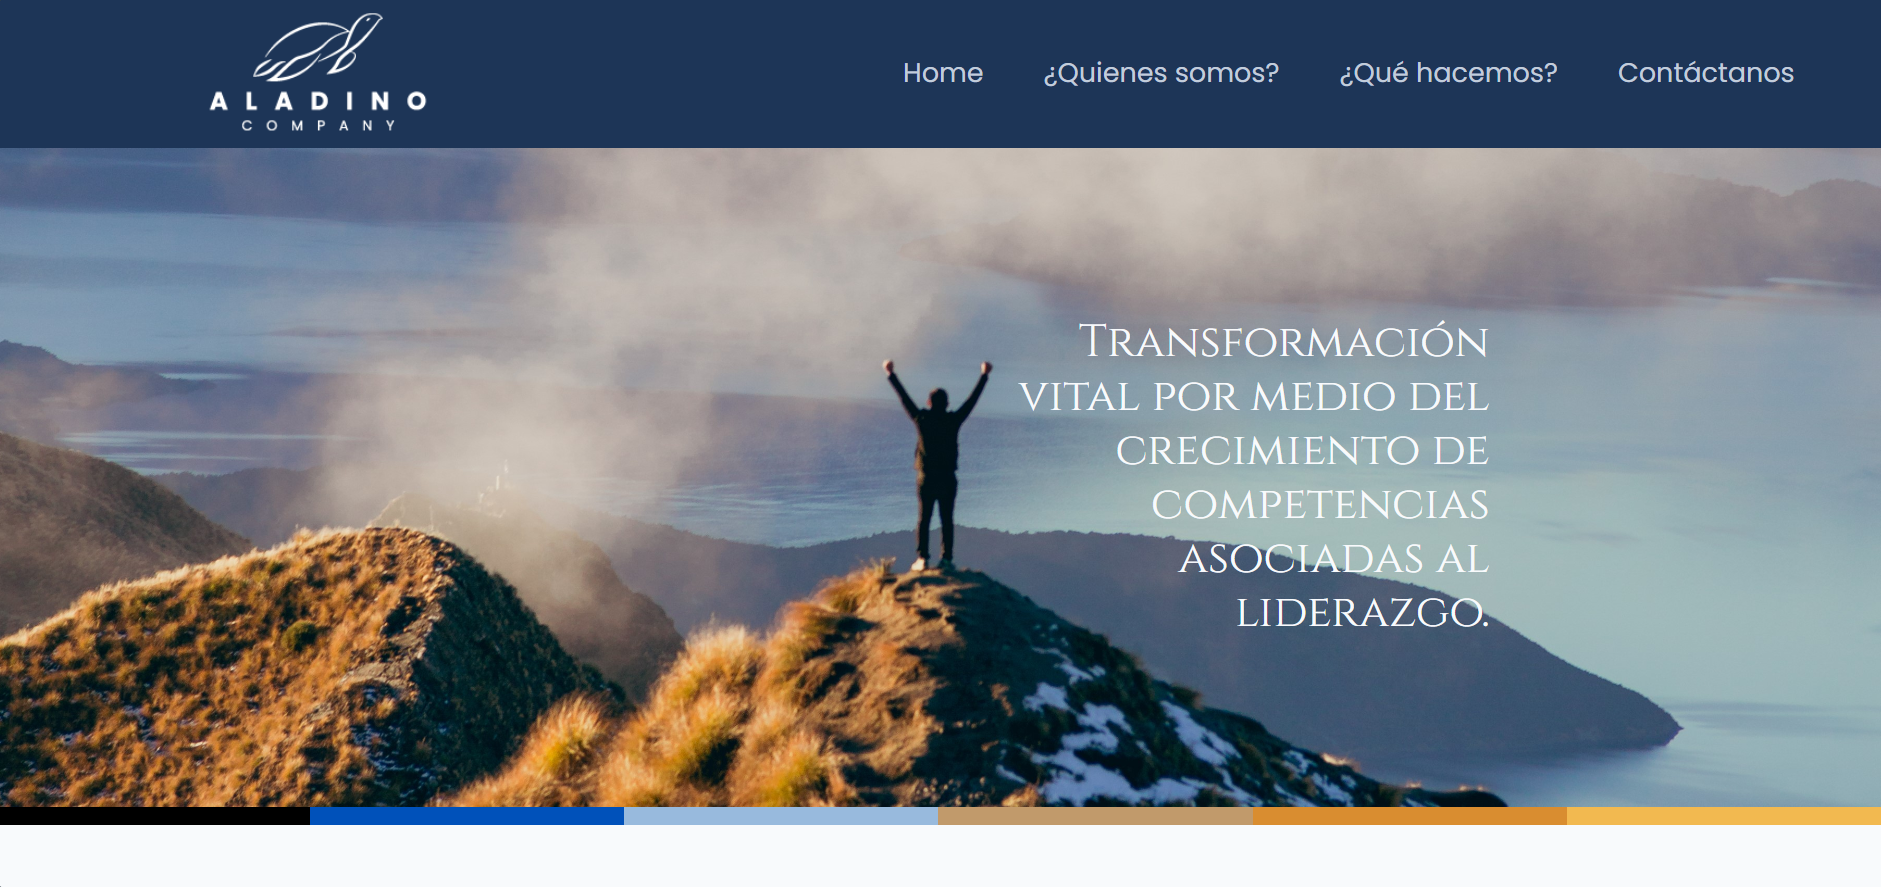 ALADINO
COMPANY
Home
¿Quienes somos?
¿Qué hacemos?
Contáctanos
Transformación
vital por medio del
crecimiento de
competencias
asociadas al
liderazgo.